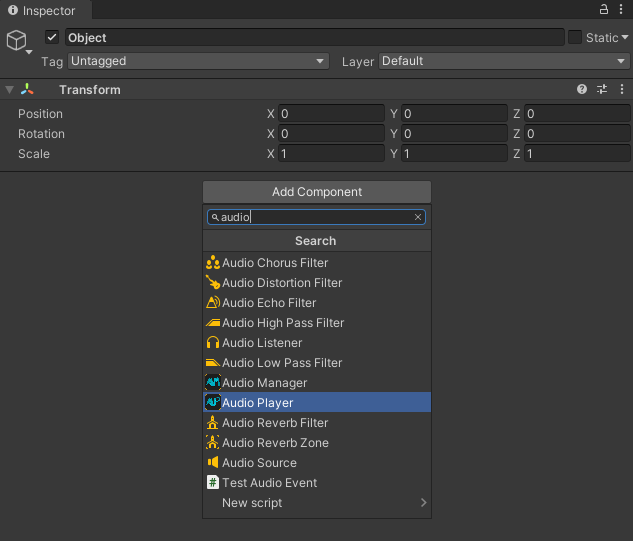 Inspector
Object Static
Tag Untagged Layer Default
Transform
Position X 0 Y 0 Z 0
Rotation X 0 Y 0 Z 0
Scale X 1 Y 1 Z 1
Add Component
audio
Search
Audio Chorus Filter
Audio Distortion Filter
Audio Echo Filter
Audio High Pass Filter
Audio Listener
Audio Low Pass Filter
Audio Manager
Audio Player
Audio Reverb Filter
Audio Reverb Zone
Audio Source
Test Audio Event
New script